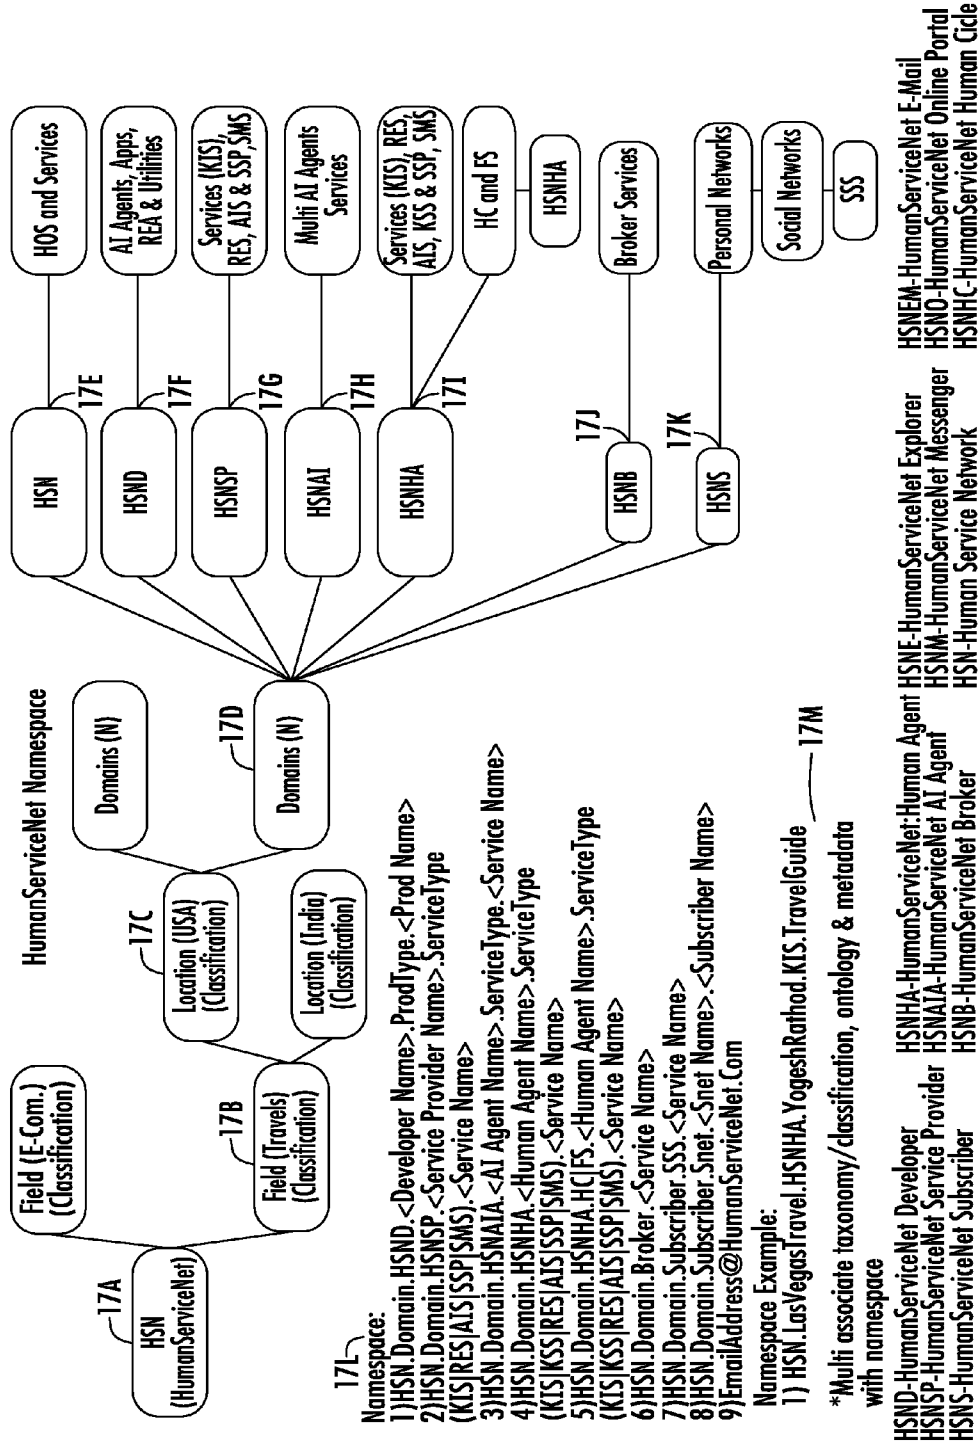 HumanServiceNet Namespace
17A
HSN
(HumanServiceNet)
Field (E-Com.)
(Classification)
17B
Field (Travels)
(Classification)
17C
Location (USA)
(Classification)
Location (India)
(Classification)
Domains (N)
17D
Domains (N)
HSN
17E
HOS and Services
HSND
17F
AI Agents, Apps,
REA & Utilities
HSNSP
17G
Services (KIS)
RES, AIS & SSP,SMS
HSNAI
17H
Multi AI Agents
Services
HSNHA
17I
Services (KIS), RES,
AIS, KSS & SSP, SMS
HC and FS
HSNHA
HSNB
17J
Broker Services
HSNS
17K
Personal Networks
Social Networks
SSS
17L
Namespace:
1)HSN.Domain.HSND.<Developer Name>.ProdType.<Prod Name>
2)HSN.Domain.HSNSP.<Service Provider Name>.ServiceType
(KIS|RES|AIS|SSP|SMS).<Service Name>
3)HSN.Domain.HSNAIA.<AI Agent Name>.ServiceType.<Service Name>
4)HSN.Domain.HSNHA.<Human Agent Name>.ServiceType
(KIS|KSS|RES|AIS|SSP|SMS).<Service Name>
5)HSN.Domain.HSNHA.HC|FS.<Human Agent Name>.ServiceType
(KIS|KSS|RES|AIS|SSP|SMS).<Service Name>
6)HSN.Domain.Broker.<Service Name>
7)HSN.Domain.Subscriber.SSS.<Service Name>
8)HSN.Domain.Subscriber.Snet.<Snet Name>.<Subscriber Name>
9)EmailAddress@HumanServiceNet.Com
Namespace Example:
1) HSN.LasVegasTravel.HSNHA.YogeshRathod.KIS.TravelGuide
17M
*Multi associate taxonomy/classification, ontology & metadata
with namespace
HSND-HumanServiceNet Developer
HSNSP-HumanServiceNet Service Provider
HSNS-HumanServiceNet Subscriber
HSNHA-HumanServiceNet:Human Agent
HSNAIA-HumanServiceNet AI Agent
HSNB-HumanServiceNet Broker
HSNE-HumanServiceNet Explorer
HSNM-HumanServiceNet Messenger
HSN-Human Service Network
HSNEM-HumanServiceNet E-Mail
HSNO-HumanServiceNet Online Portal
HSNHC-HumanServiceNet Human Cicle